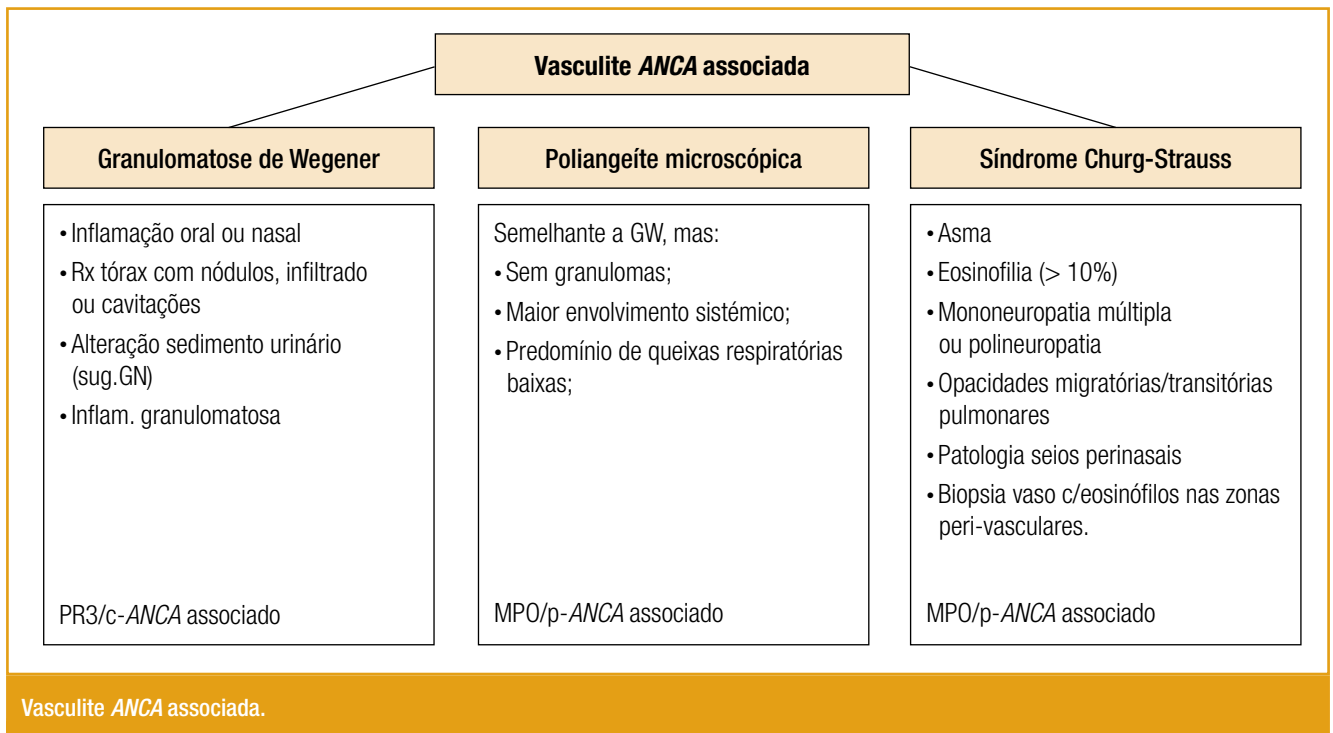 Vasculite ANCA associada
Granulomatose de Wegener
• Inflamação oral ou nasal
• Rx tórax com nódulos, infiltrado
ou cavitações
• Alteração sedimento urinário
(sug.GN)
• Inflam. granulomatosa
PR3/c-ANCA associado
Poliangeíte microscópica
Semelhante a GW, mas:
• Sem granulomas;
• Maior envolvimento sistémico;
• Predomínio de queixas respiratórias
baixas;
MPO/p-ANCA associado
Síndrome Churg-Strauss
• Asma
• Eosinofilia (> 10%)
• Mononeuropatia múltipla
ou polineuropatia
• Opacidades migratórias/transitórias
pulmonares
• Patologia seios perinasais
• Biopsia vaso c/eosinófilos nas zonas
peri-vasculares.
MPO/p-ANCA associado
Vasculite ANCA associada.